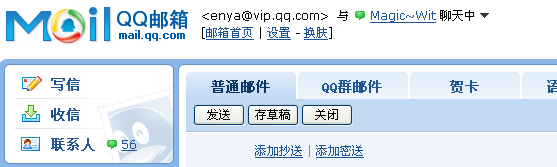 Mail QQ邮箱
mail.qq.com
<enya@vip.qq.com> 与 Magic~Wit 聊天中
[邮箱首页 | 设置 - 换肤]
写信
收信
联系人 56
普通邮件 QQ群邮件 贺卡
发送 存草稿 关闭
添加抄送 | 添加密送